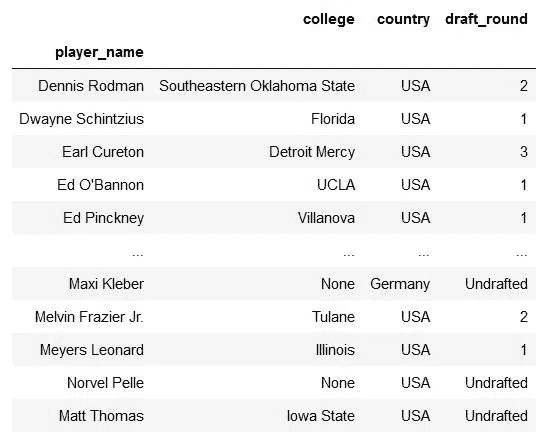 college country draft_round
player_name
Dennis Rodman Southeastern Oklahoma State USA 2
Dwayne Schintzius Florida USA 1
Earl Cureton Detroit Mercy USA 3
Ed O'Bannon UCLA USA 1
Ed Pinckney Villanova USA 1
... ... ... ...
Maxi Kleber None Germany Undrafted
Melvin Frazier Jr. Tulane USA 2
Meyers Leonard Illinois USA 1
Norvel Pelle None USA Undrafted
Matt Thomas Iowa State USA Undrafted